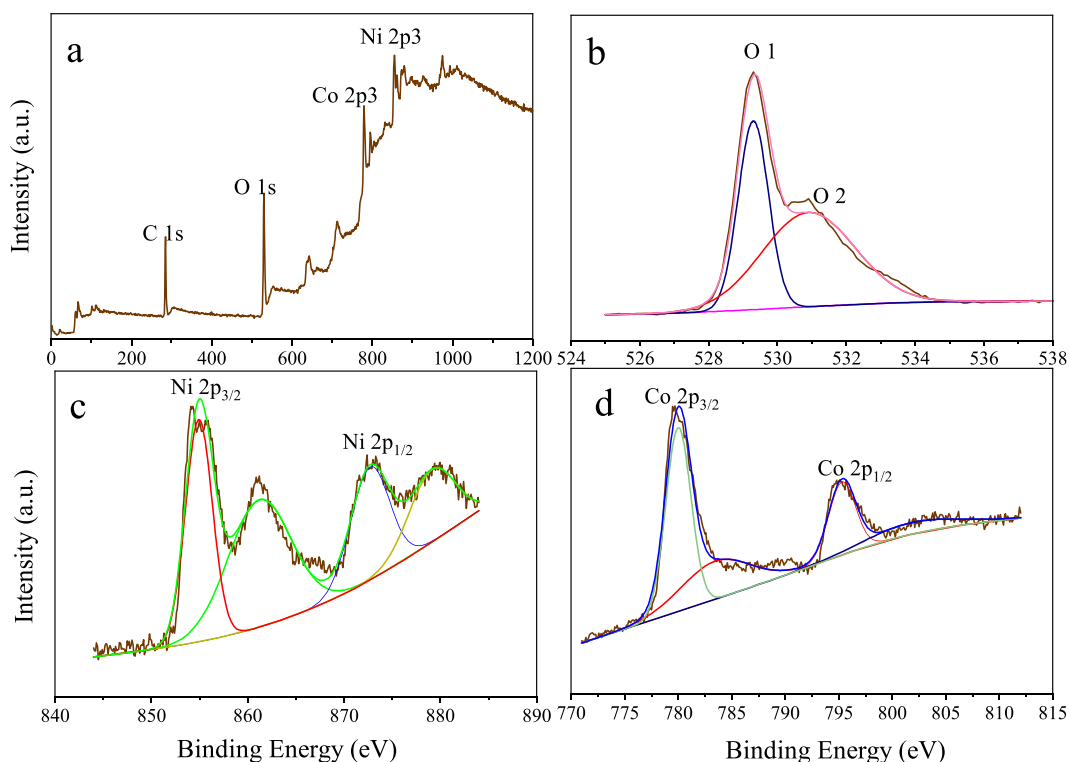 a
Ni 2p3
Co 2p3
O 1s
C 1s
Intensity (a.u.)
0 200 400 600 800 1000 1200
b
O 1
O 2
524 526 528 530 532 534 536 538
c
Ni 2p3/2
Ni 2p1/2
Intensity (a.u.)
840 850 860 870 880 890
Binding Energy (eV)
d
Co 2p3/2
Co 2p1/2
770 775 780 785 790 795 800 805 810 815
Binding Energy (eV)